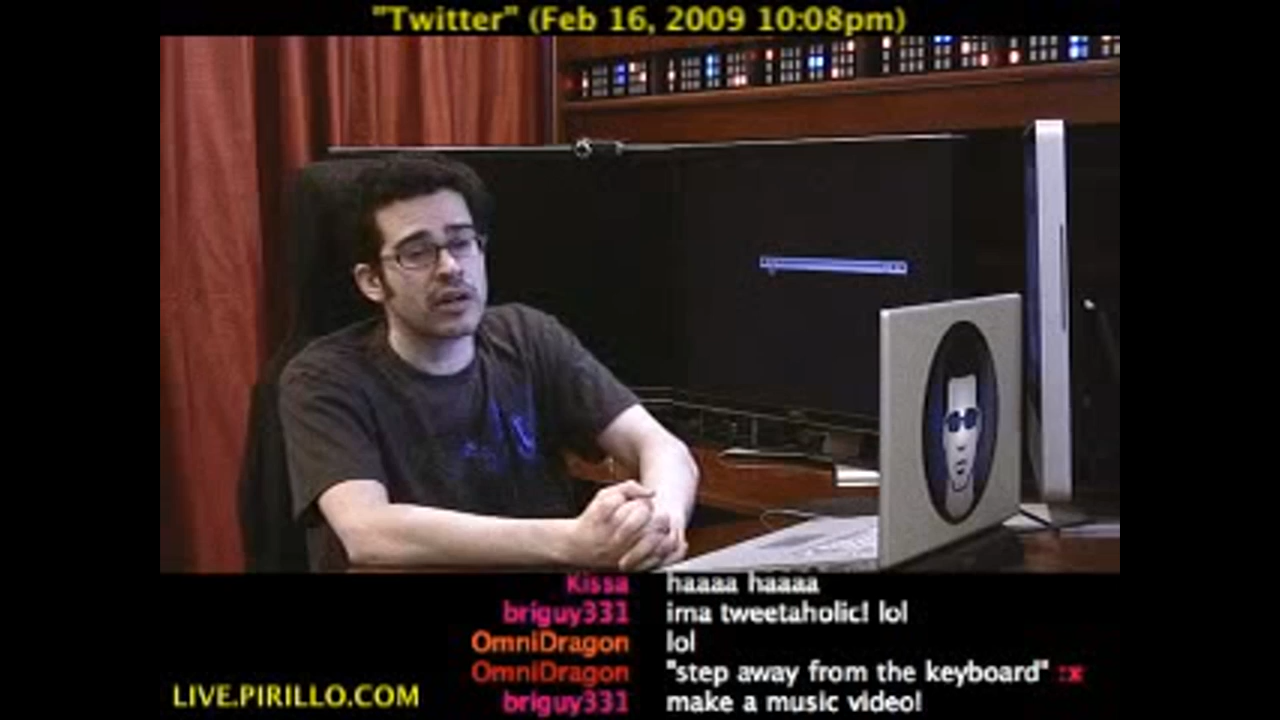 "Twitter" (Feb 16, 2009 10:08pm)
Kissa haaaa haaaa
briguy331 ima tweetaholic! lol
OmniDragon lol
OmniDragon "step away from the keyboard" :x
LIVE.PIRILLO.COM
briguy331 make a music video!